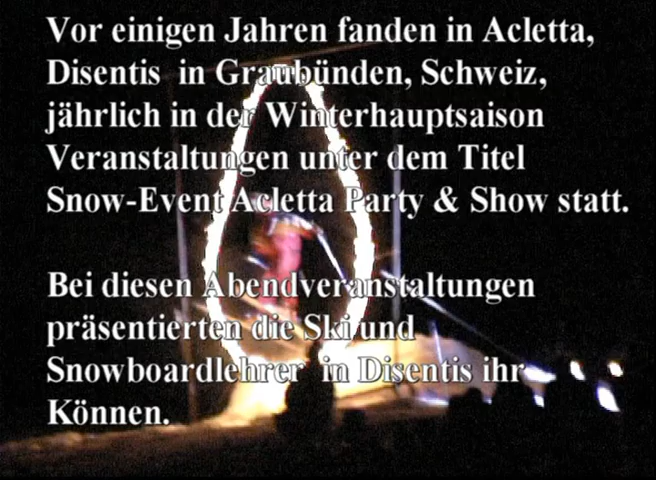 Vor einigen Jahren fanden in Acletta,
Disentis in Graubünden, Schweiz,
jährlich in der Winterhauptsaison
Veranstaltungen unter dem Titel
Snow-Event Acletta Party & Show statt.
Bei diesen Abendveranstaltungen
präsentierten die Ski und
Snowboardlehrer in Disentis ihr
Können.